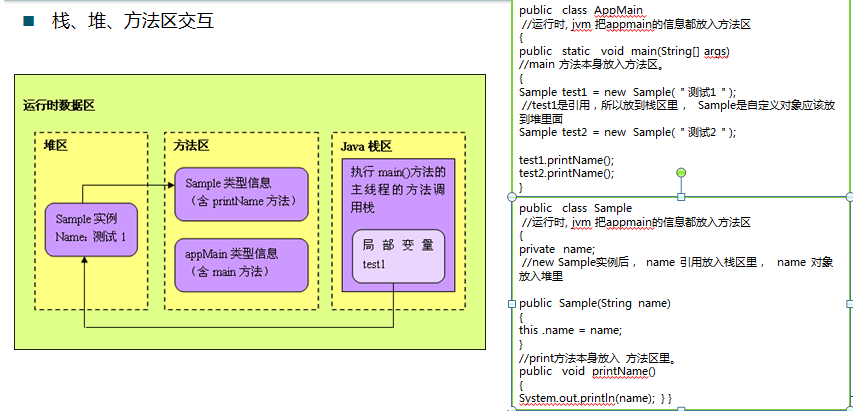 栈、堆、方法区交互
运行时数据区
堆区
Sample 实例
Name：测试 1
方法区
Sample 类型信息
（含 printName 方法）
appMain 类型信息
（含 main 方法）
Java 栈区
执行 main()方法的
主线程的方法调
用栈
局部变量
test1
public class AppMain
//运行时, jvm 把appmain的信息都放入方法区
{
public static void main(String[] args)
//main 方法本身放入方法区。
{
Sample test1 = new Sample( " 测试1 " );
//test1是引用，所以放到栈区里， Sample是自定义对象应该放
到堆里面
Sample test2 = new Sample( " 测试2 " );
test1.printName();
test2.printName();
}
public class Sample
//运行时, jvm 把appmain的信息都放入方法区
{
private name;
//new Sample实例后， name 引用放入栈区里， name 对象
放入堆里
public Sample(String name)
{
this .name = name;
}
//print方法本身放入 方法区里。
public void printName()
{
System.out.println(name); } }